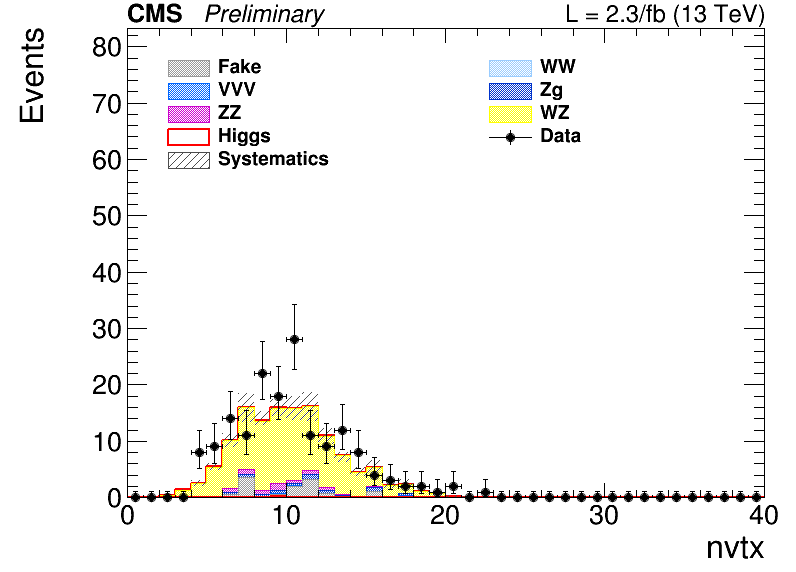 CMS Preliminary L = 2.3/fb (13 TeV)
Events
80
70
60
50
40
30
20
10
0
Fake
VVV
ZZ
Higgs
Systematics
WW
Zg
WZ
Data
0 10 20 30 40
nvtx